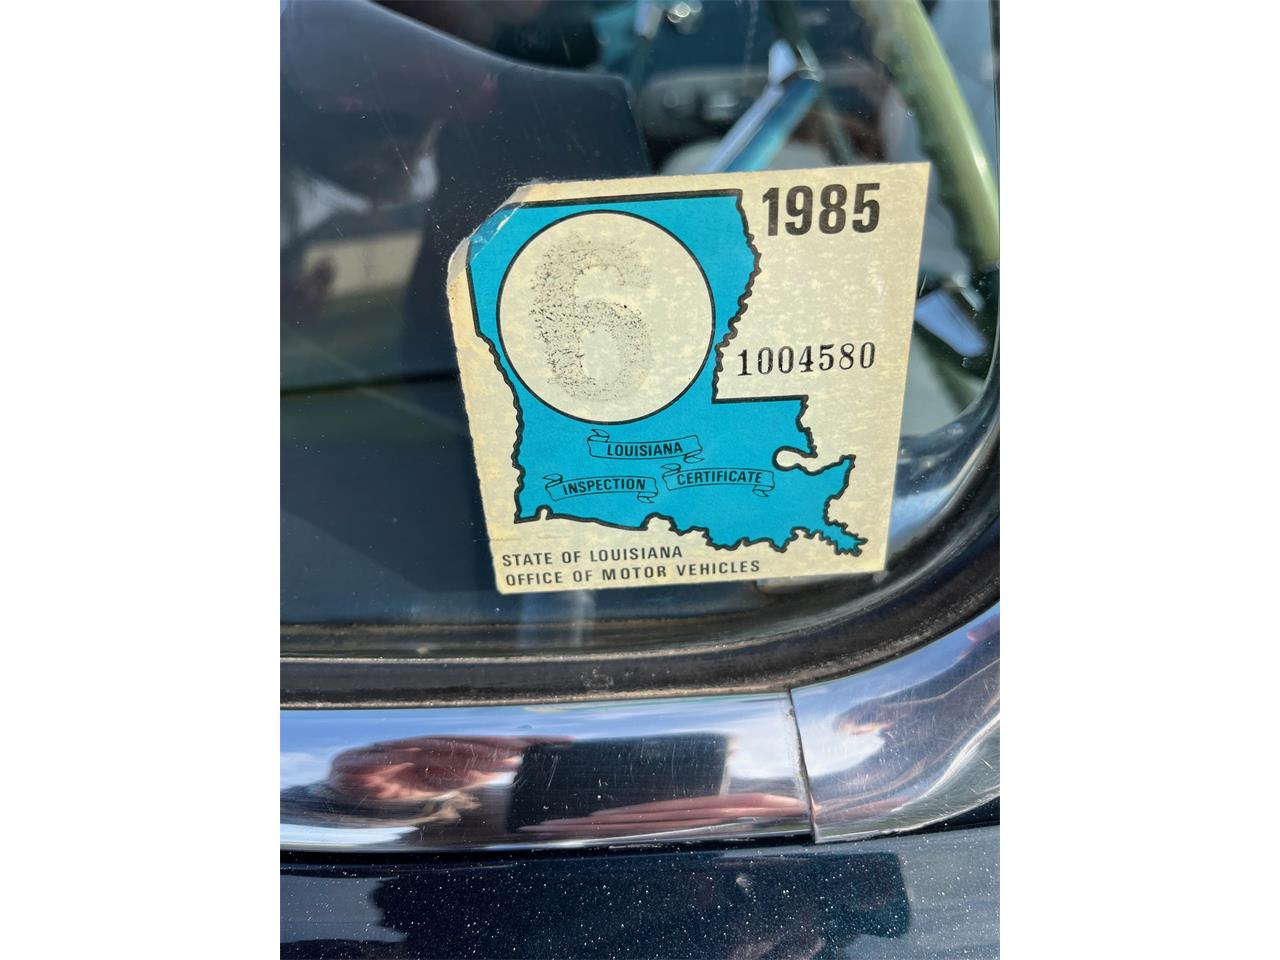 1985
6
1004580
LOUISIANA
INSPECTION CERTIFICATE
STATE OF LOUISIANA
OFFICE OF MOTOR VEHICLES